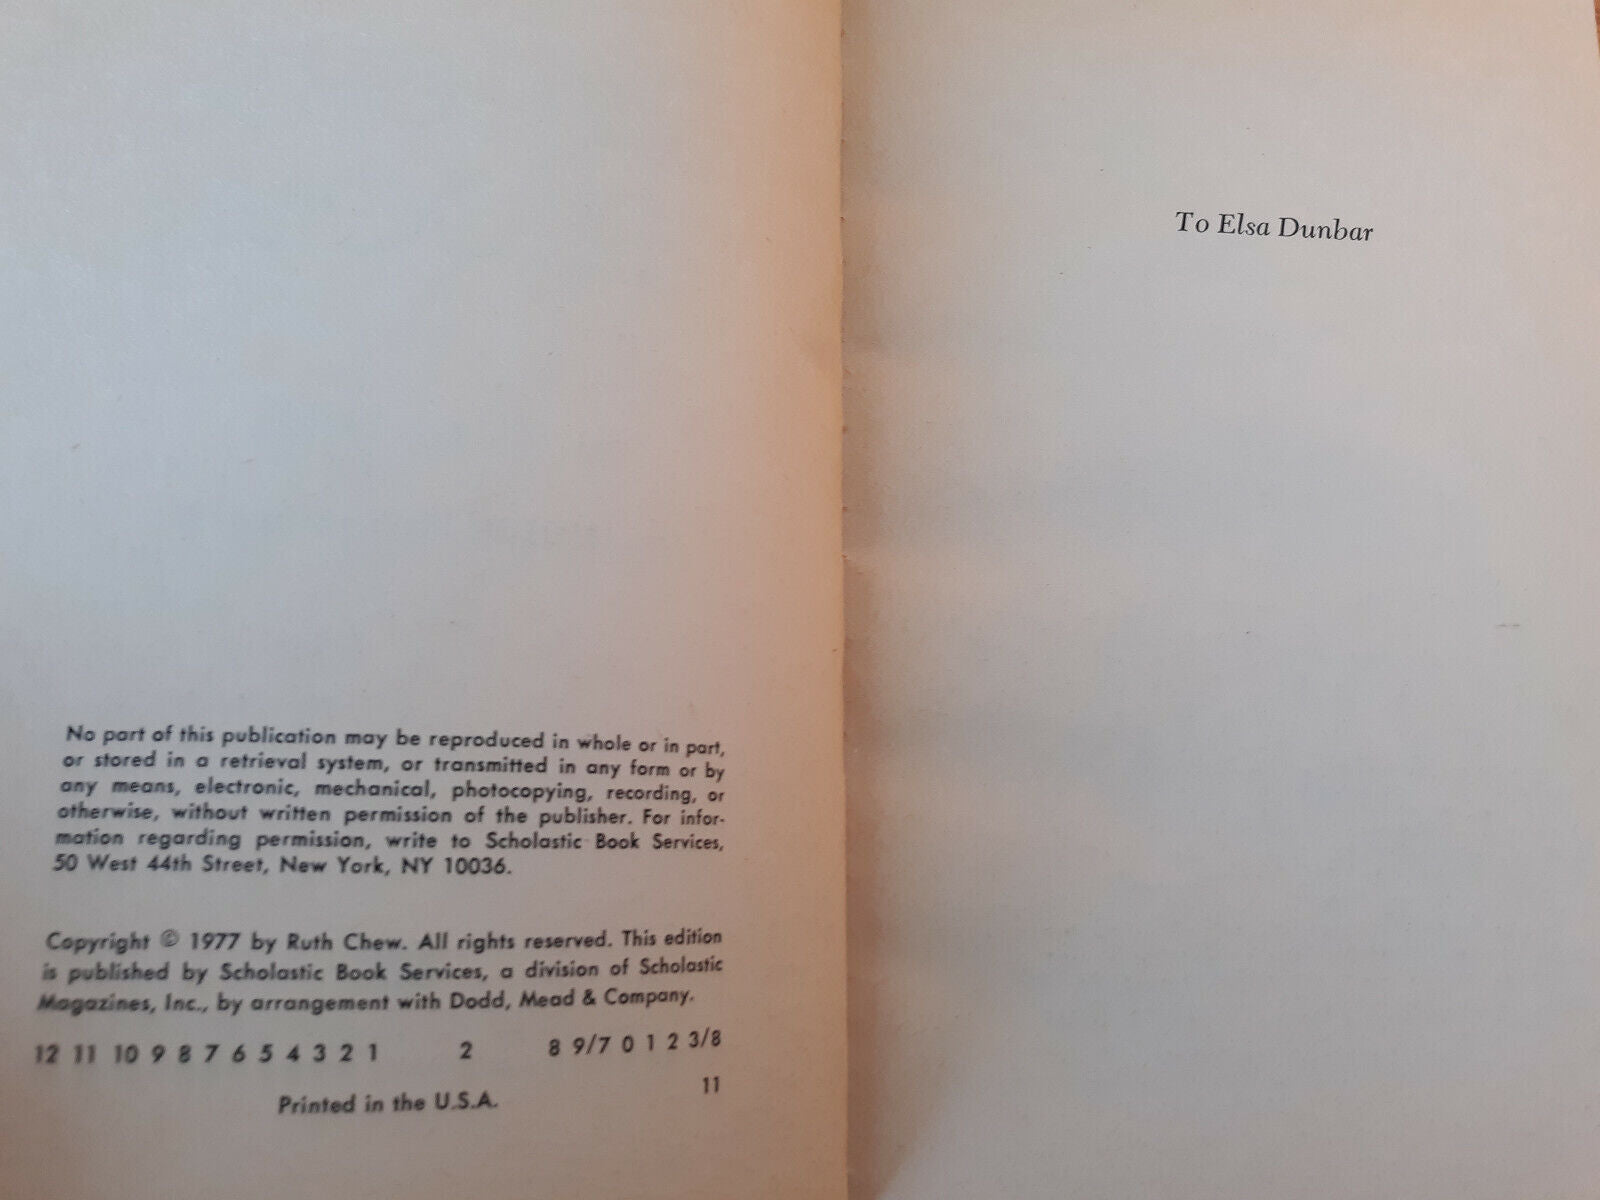 No part of this publication may be reproduced in whole or in part,
or stored in a retrieval system, or transmitted in any form or by
any means, electronic, mechanical, photocopying, recording, or
otherwise, without written permission of the publisher. For infor-
mation regarding permission, write to Scholastic Book Services,
50 West 44th Street, New York, NY 10036.
Copyright © 1977 by Ruth Chew. All rights reserved. This edition
is published by Scholastic Book Services, a division of Scholastic
Magazines, Inc., by arrangement with Dodd, Mead & Company.
12 11 10 9 8 7 6 5 4 3 2 1 2 8 9/7 0 1 2 3/8
11
Printed in the U.S.A.
To Elsa Dunbar